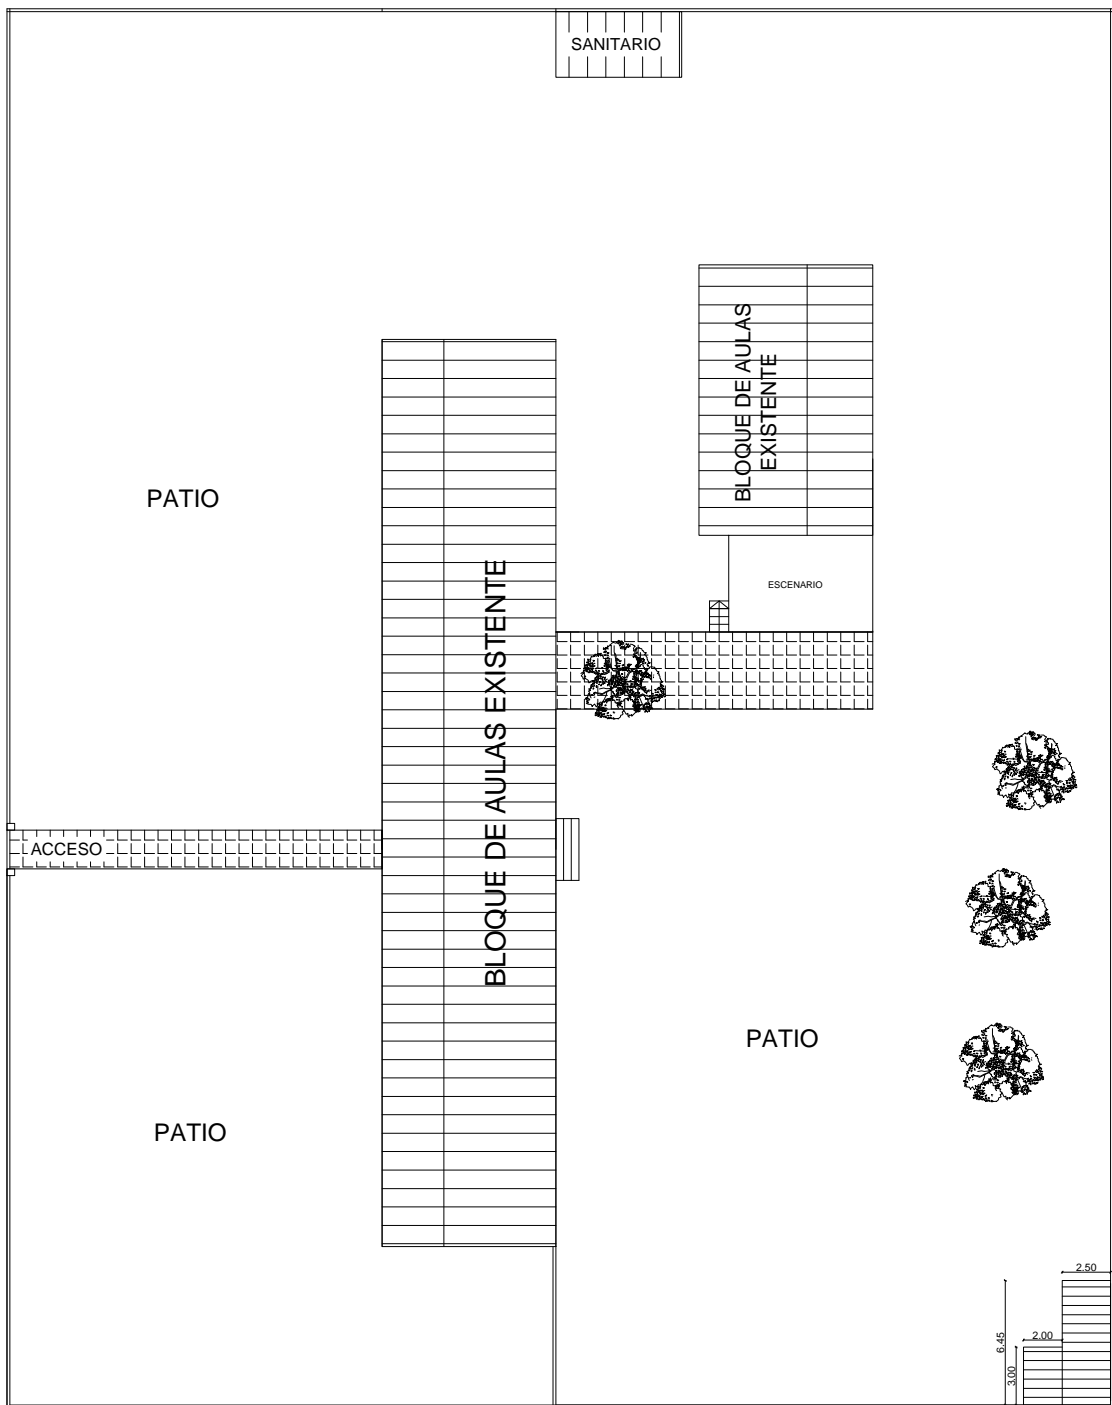 SANITARIO
BLOQUE DE AULAS
EXISTENTE
PATIO
BLOQUE DE AULAS EXISTENTE
ESCENARIO
ACCESO
PATIO
PATIO
2.50
6.45
2.00
3.00